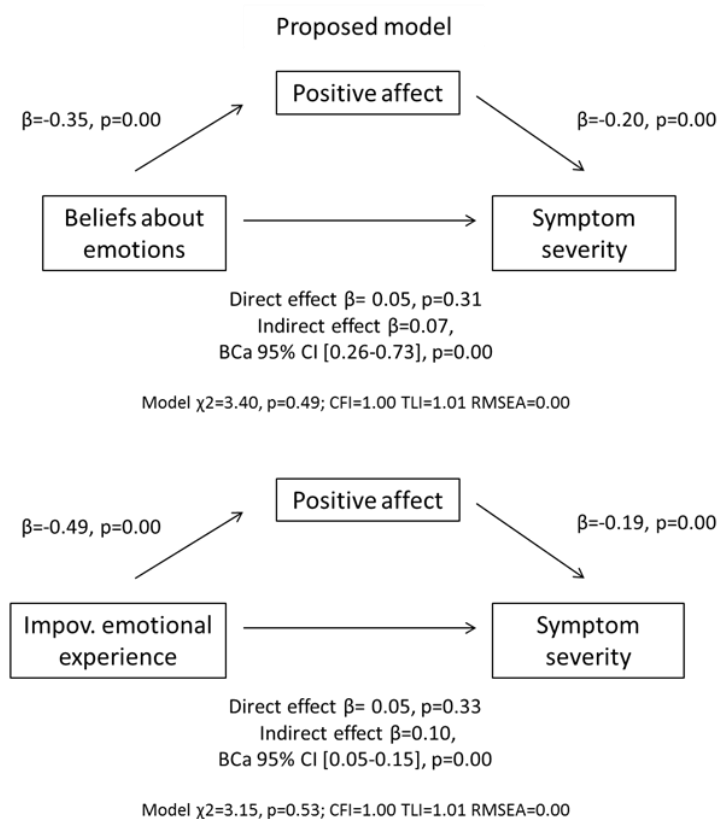 Proposed model
Positive affect
β=-0.35, p=0.00
β=-0.20, p=0.00
Beliefs about
emotions
Symptom
severity
Direct effect β= 0.05, p=0.31
Indirect effect β=0.07,
BCa 95% CI [0.26-0.73], p=0.00
Model χ2=3.40, p=0.49; CFI=1.00 TLI=1.01 RMSEA=0.00
Positive affect
β=-0.49, p=0.00
β=-0.19, p=0.00
Impov. emotional
experience
Symptom
severity
Direct effect β= 0.05, p=0.33
Indirect effect β=0.10,
BCa 95% CI [0.05-0.15], p=0.00
Model χ2=3.15, p=0.53; CFI=1.00 TLI=1.01 RMSEA=0.00